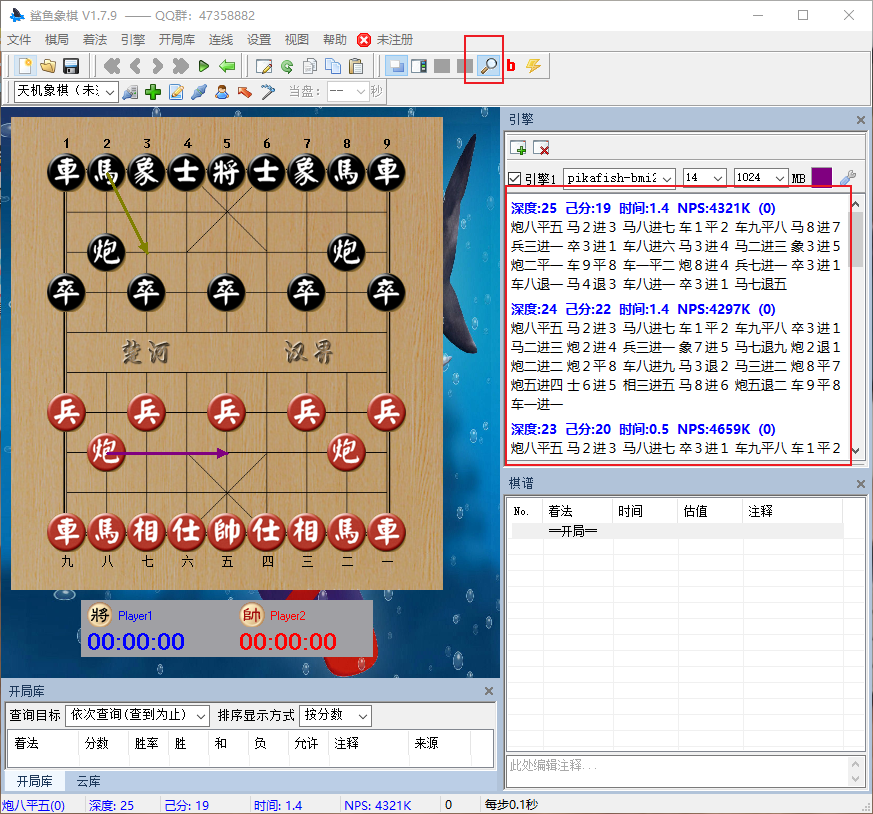 鲨鱼象棋 V1.7.9 —— QQ群：47358882
文件 棋局 着法 引擎 开局库 连线 设置 视图 帮助 未注册
b
天机象棋（未注 当盘： -- 秒
1 2 3 4 5 6 7 8 9
車 馬 象 士 將 士 象 馬 車
炮 炮
卒 卒 卒 卒 卒
楚河 汉界
兵 兵 兵 兵 兵
炮 炮
車 馬 相 仕 帥 仕 相 馬 車
九 八 七 六 五 四 三 二 一
將 Player1 帥 Player2
00:00:00 00:00:00
开局库
查询目标 依次查询(查到为止) 排序显示方式 按分数
着法 分数 胜率 胜 和 负 允许 注释 来源
开局库 云库
引擎
引擎1 pikafish-bmi2 14 1024 MB
深度:25 己分:19 时间:1.4 NPS:4321K (0)
炮八平五 马2进3 马八进七 车1平2 车九平八 马8进7
兵三进一 卒3进1 车八进六 马3进4 马二进三 象3进5
炮二平一 车9平8 车一平二 炮8进4 兵七进一 卒3进1
车八退一 马4退3 车八进一 卒3进1 马七退五
深度:24 己分:22 时间:1.4 NPS:4297K (0)
炮八平五 马2进3 马八进七 车1平2 车九平八 卒3进1
马二进三 炮2进4 兵三进一 象7进5 马七退九 炮2退1
炮二进二 炮2平8 车八进九 马3退2 马三进二 炮8平7
炮五进四 士6进5 相三进五 马8进6 炮五退二 车9平8
车一进一
深度:23 己分:20 时间:0.5 NPS:4659K (0)
炮八平五 马2进3 马八进七 卒3进1 车九平八 车1平2
棋谱
No. 着法 时间 估值 注释
==开局==
此处编辑注释...
炮八平五(0) 深度: 25 己分: 19 时间: 1.4 NPS: 4321K 0 每步0.1秒